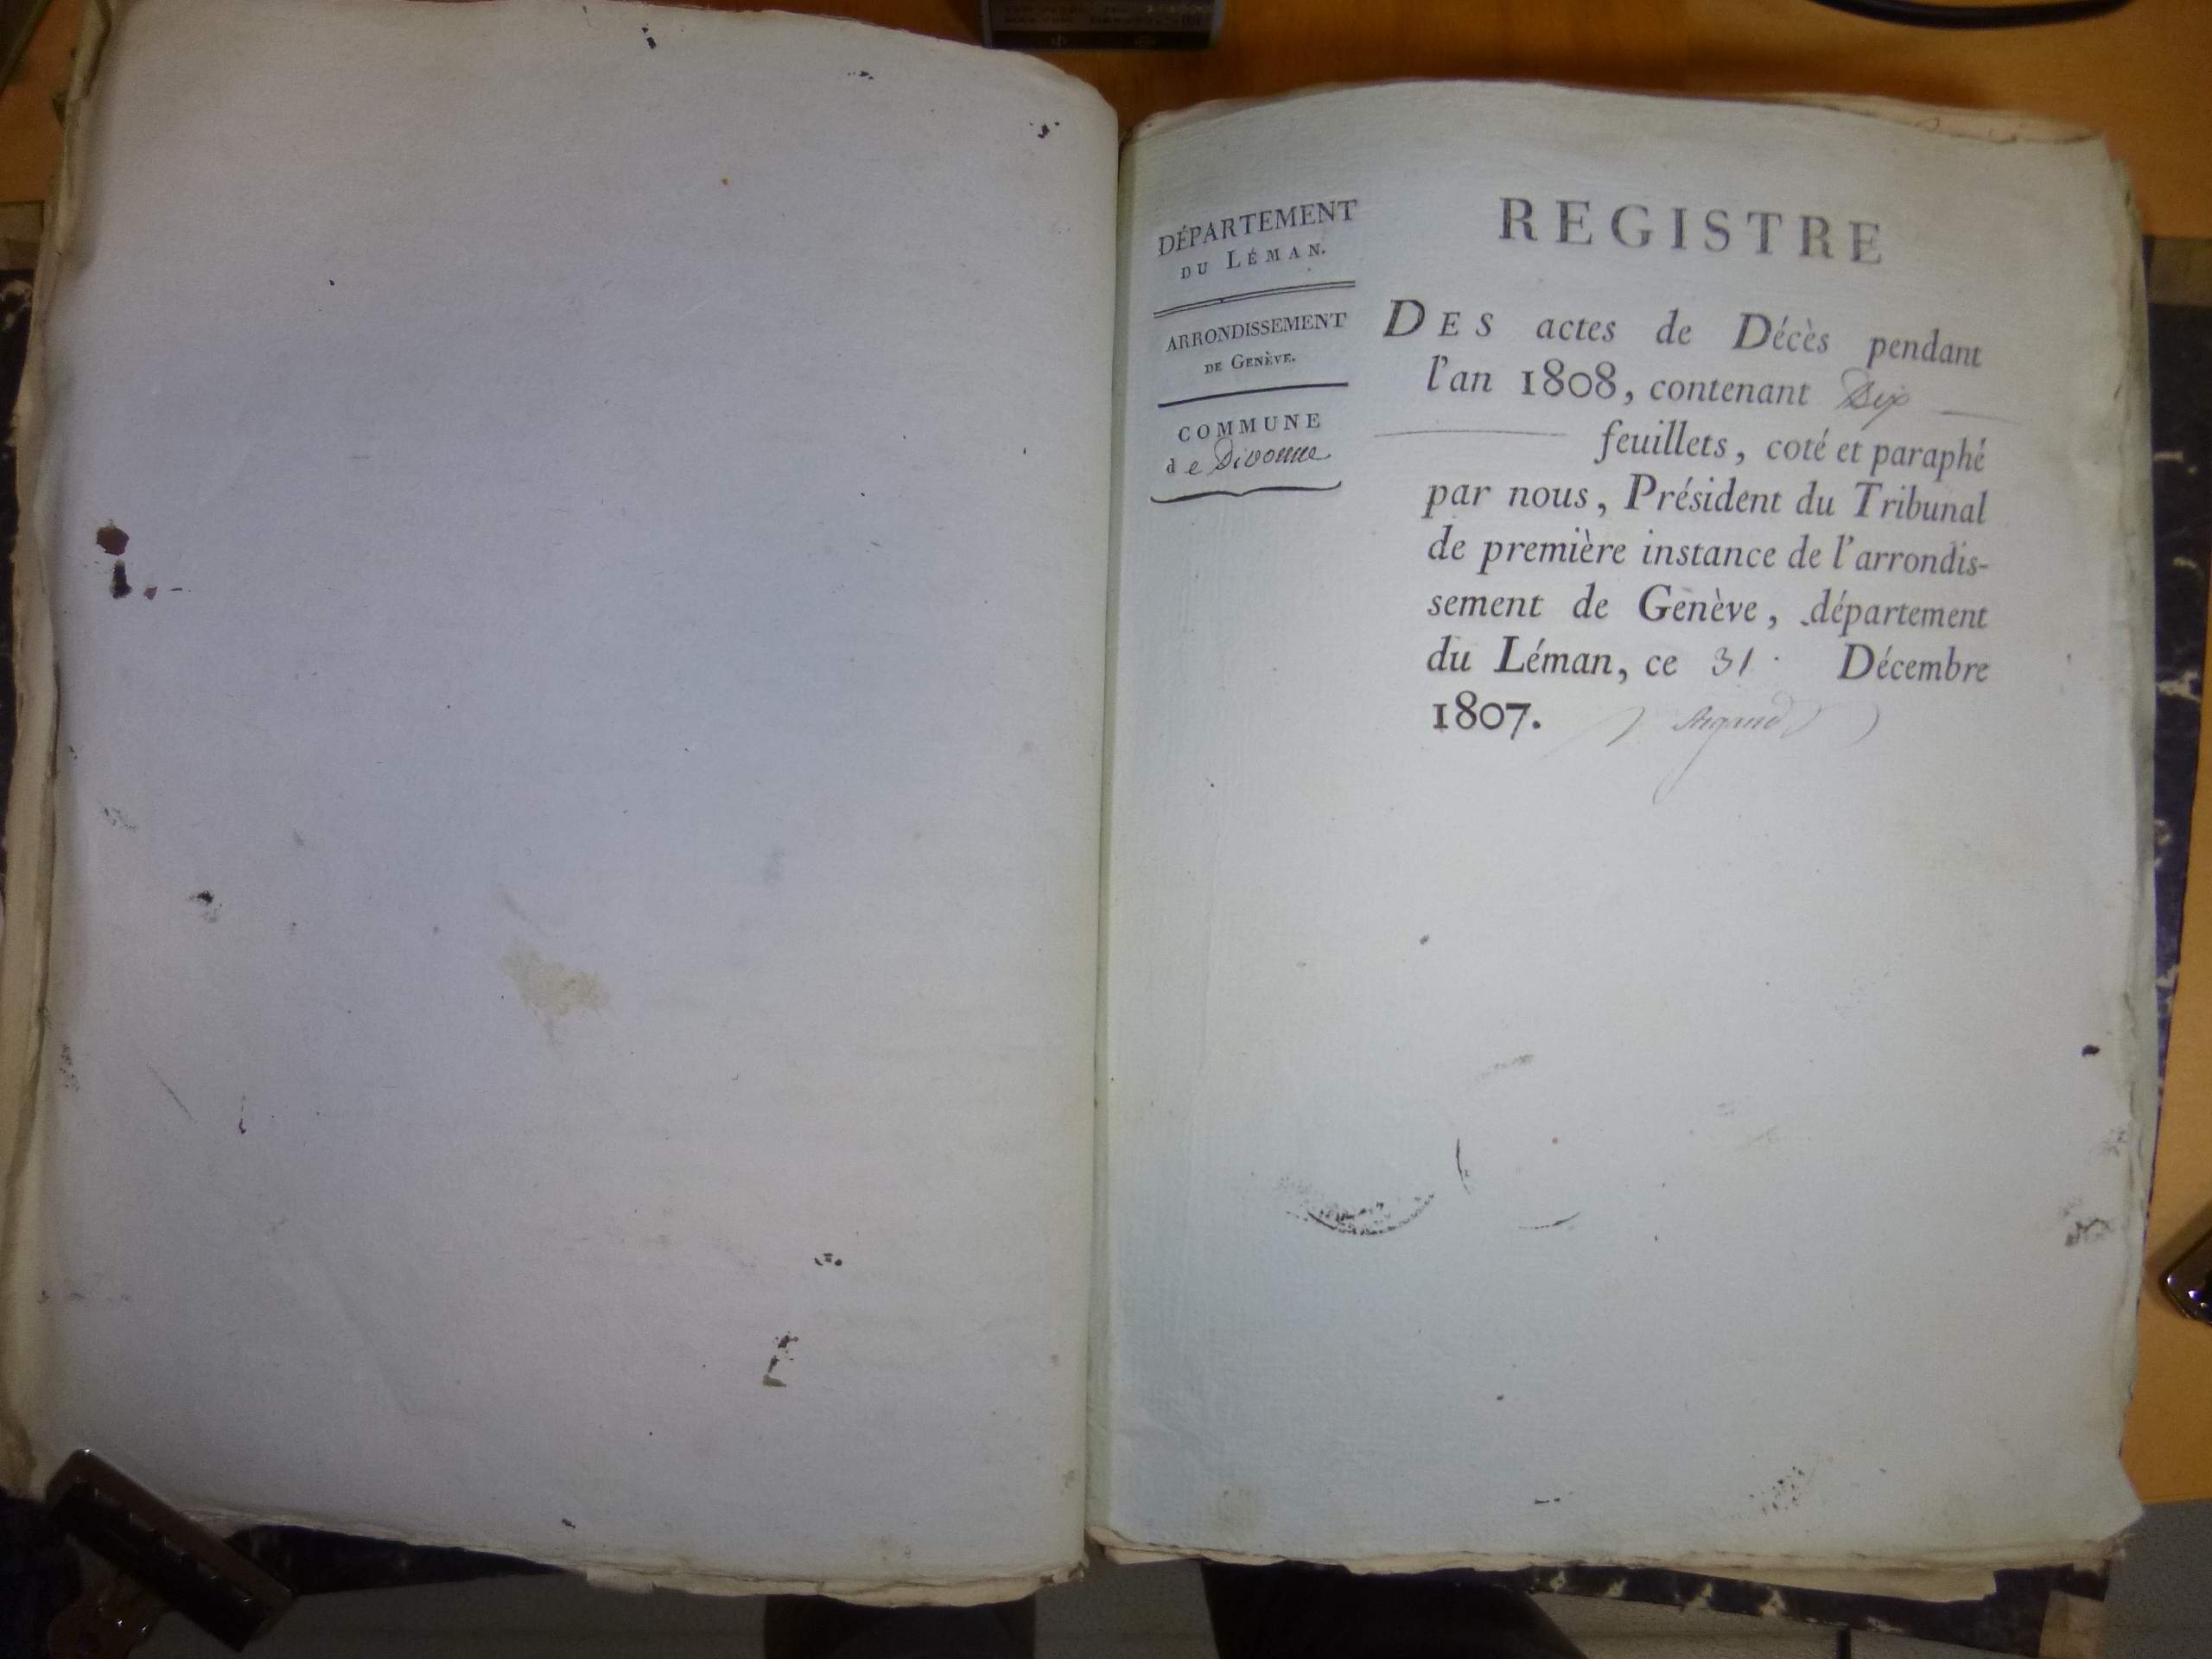 DÉPARTEMENT
DU LÉMAN.
ARRONDISSEMENT
DE GENÈVE.
COMMUNE
de Divonne
REGISTRE
DES actes de Décès pendant
l'an 1808, contenant Dix
feuillets, coté et paraphé
par nous, Président du Tribunal
de première instance de l'arrondis-
sement de Genève, département
du Léman, ce 31 Décembre
1807.
Argand